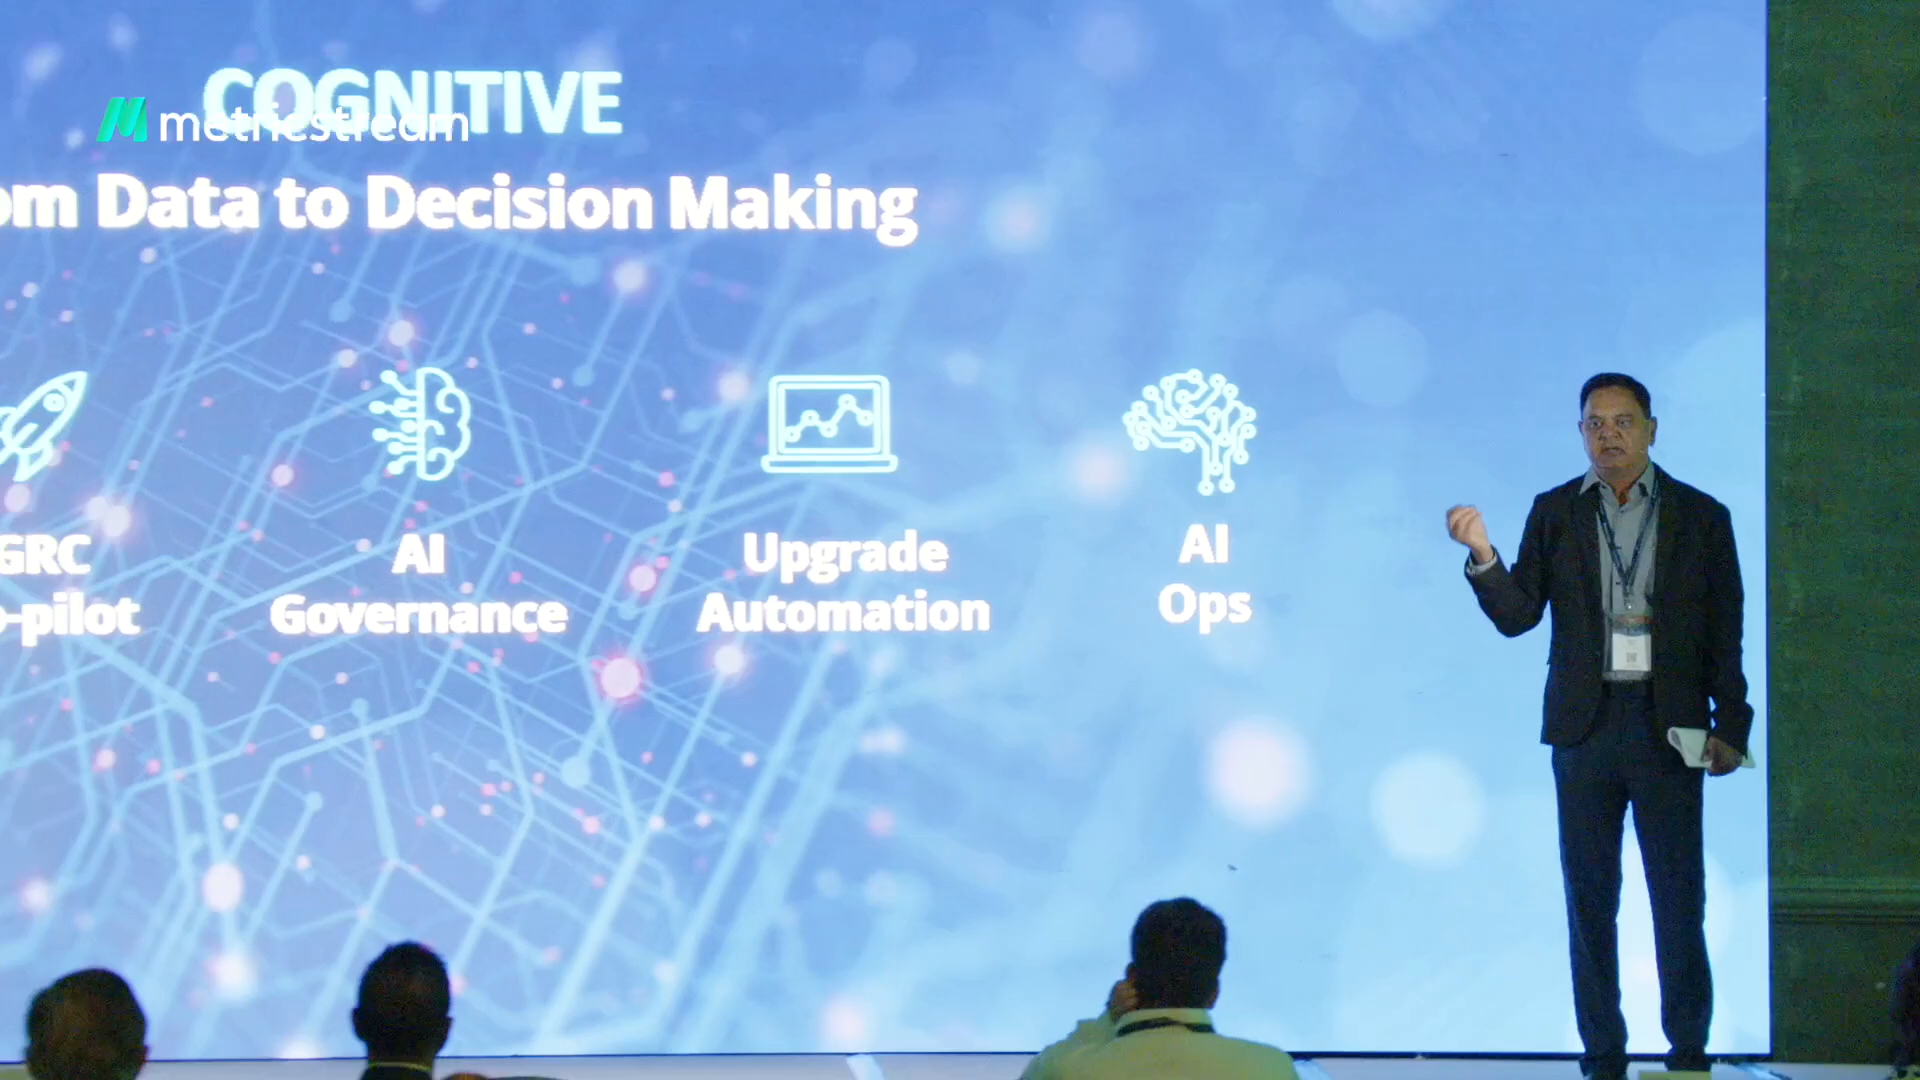 COGNITIVE
metricstream
om Data to Decision Making
GRC
-pilot
AI
Governance
Upgrade
Automation
AI
Ops